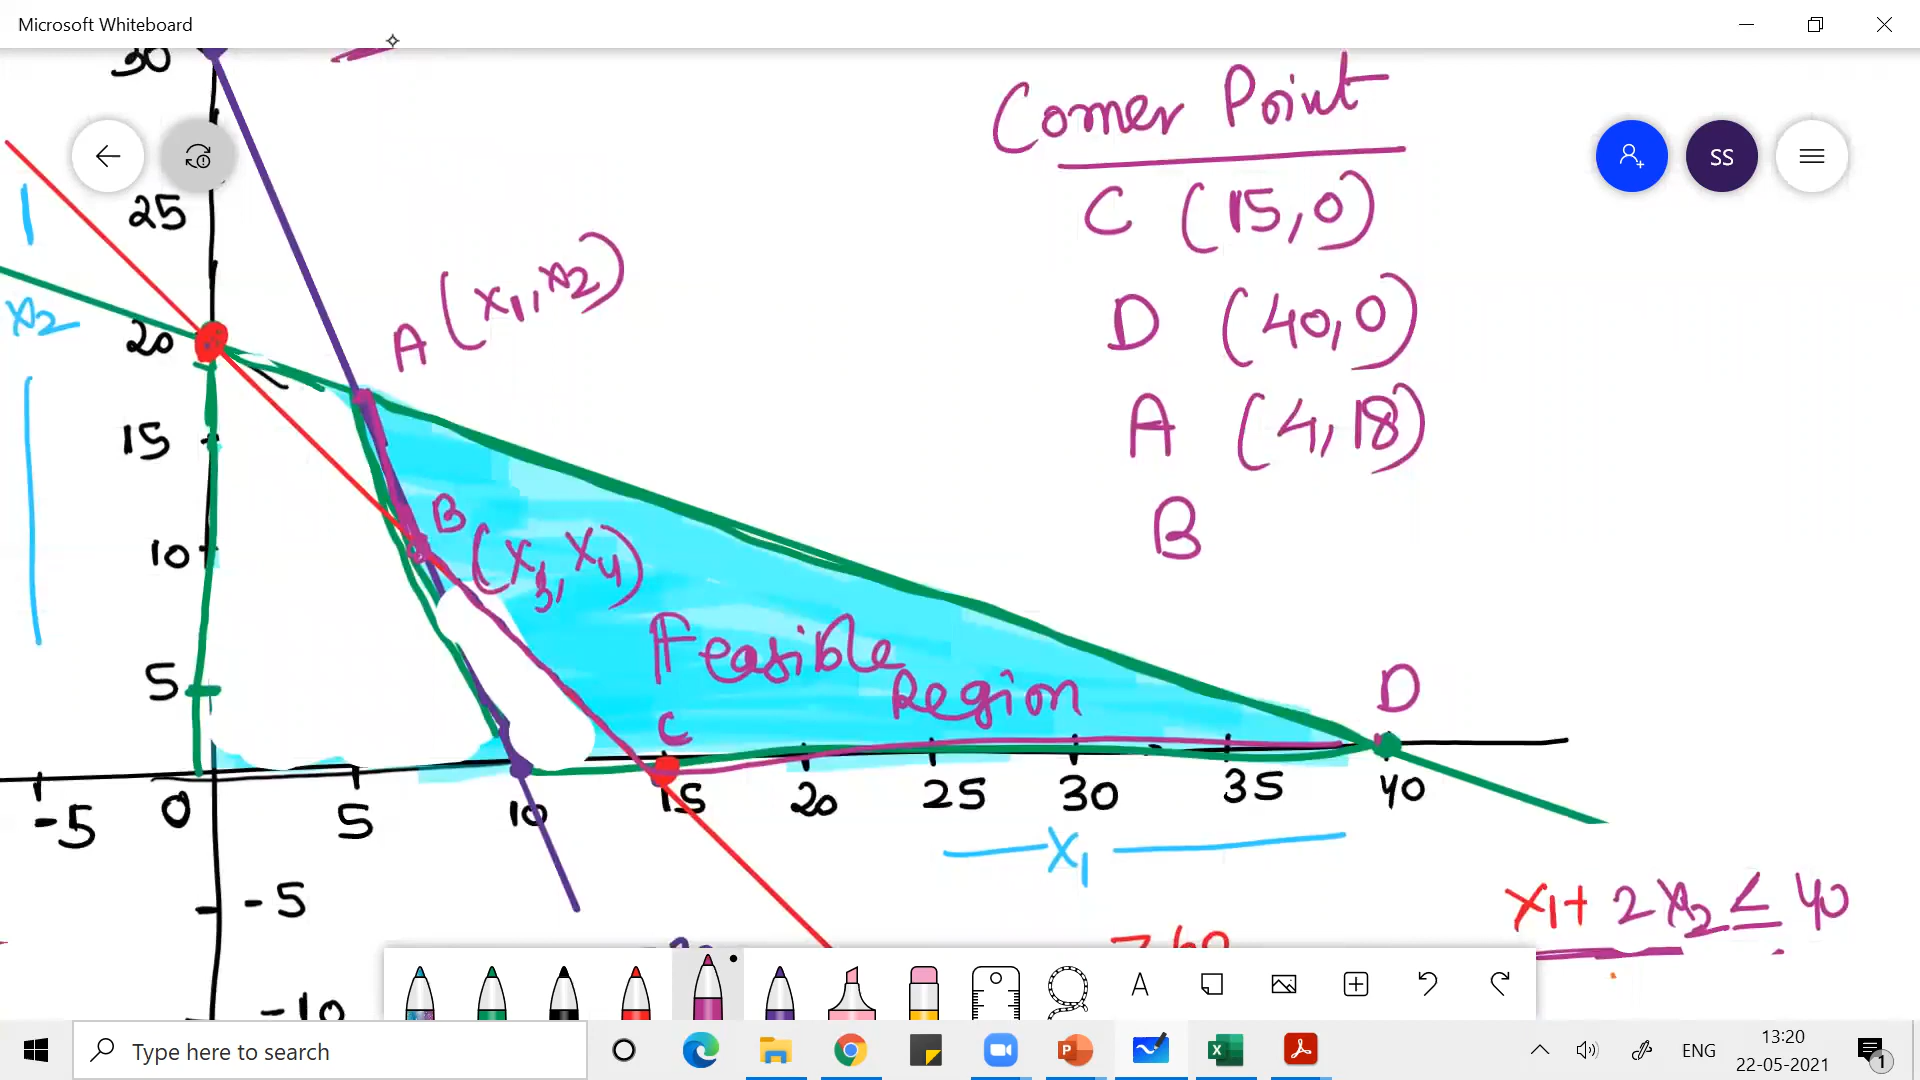 Microsoft Whiteboard
30
Corner Point
SS
25
C (15,0)
A (x1,x2)
x2
20
D (40,0)
15
A (4,18)
B
10
B (x3,x4)
Feasible
Region
5
C
D
-5 0 5 10 15 20 25 30 35 40
x1
-5
x1+ 2x2 ≤ 40
≥ 60
-10
A
Type here to search
ENG
13:20
22-05-2021
1